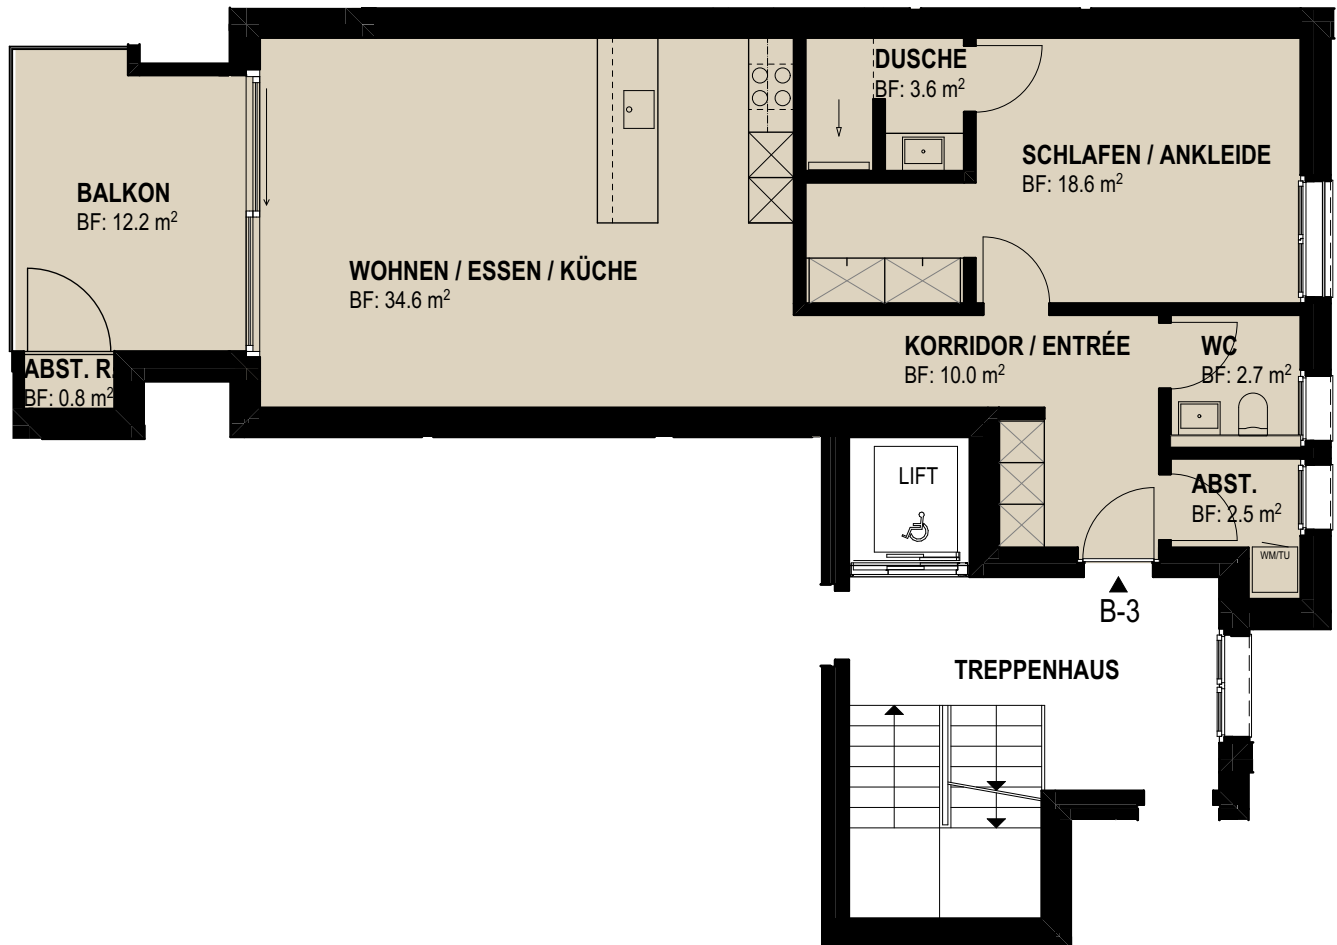 DUSCHE
BF: 3.6 m²
SCHLAFEN / ANKLEIDE
BF: 18.6 m²
BALKON
BF: 12.2 m²
WOHNEN / ESSEN / KÜCHE
BF: 34.6 m²
KORRIDOR / ENTRÉE
BF: 10.0 m²
WC
BF: 2.7 m²
ABST. R.
BF: 0.8 m²
LIFT
ABST.
BF: 2.5 m²
WM/TU
B-3
TREPPENHAUS